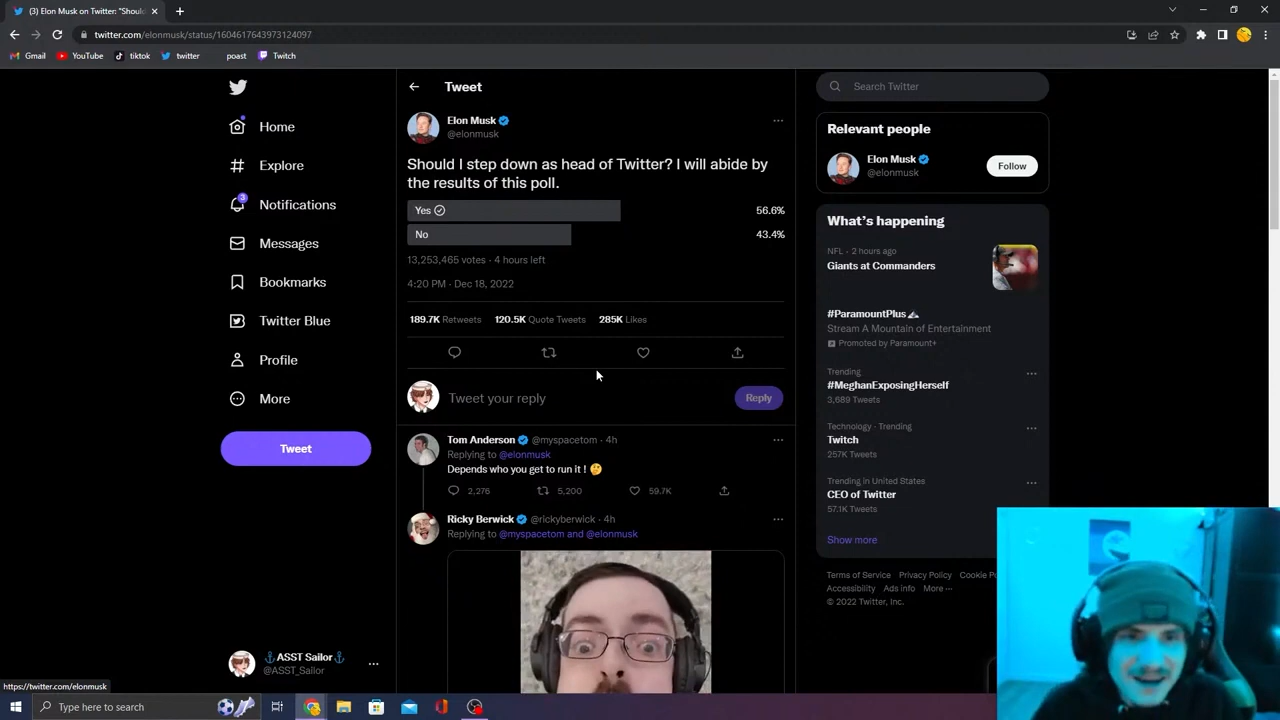 (3) Elon Musk on Twitter: "Shoul
twitter.com/elonmusk/status/1604617643973124097
Gmail
YouTube
tiktok
twitter
poast
Twitch
Home
Explore
3
Notifications
Messages
Bookmarks
Twitter Blue
Profile
More
Tweet
⚓ASST Sailor⚓
@ASST_Sailor
Tweet
Elon Musk
@elonmusk
Should I step down as head of Twitter? I will abide by
the results of this poll.
Yes 56.6%
No 43.4%
13,253,465 votes · 4 hours left
4:20 PM · Dec 18, 2022
189.7K Retweets 120.5K Quote Tweets 285K Likes
Tweet your reply
Reply
Tom Anderson @myspacetom · 4h
Replying to @elonmusk
Depends who you get to run it ! 🤔
2,276 5,200 59.7K
Ricky Berwick @rickyberwick · 4h
Replying to @myspacetom and @elonmusk
Search Twitter
Relevant people
Elon Musk
@elonmusk
Follow
What's happening
NFL · 2 hours ago
Giants at Commanders
#ParamountPlus
Stream A Mountain of Entertainment
Promoted by Paramount+
Trending
#MeghanExposingHerself
3,689 Tweets
Technology · Trending
Twitch
257K Tweets
Trending in United States
CEO of Twitter
57.1K Tweets
Show more
Terms of Service Privacy Policy Cookie Po
Accessibility Ads info More ···
© 2022 Twitter, Inc.
https://twitter.com/elonmusk
Type here to search